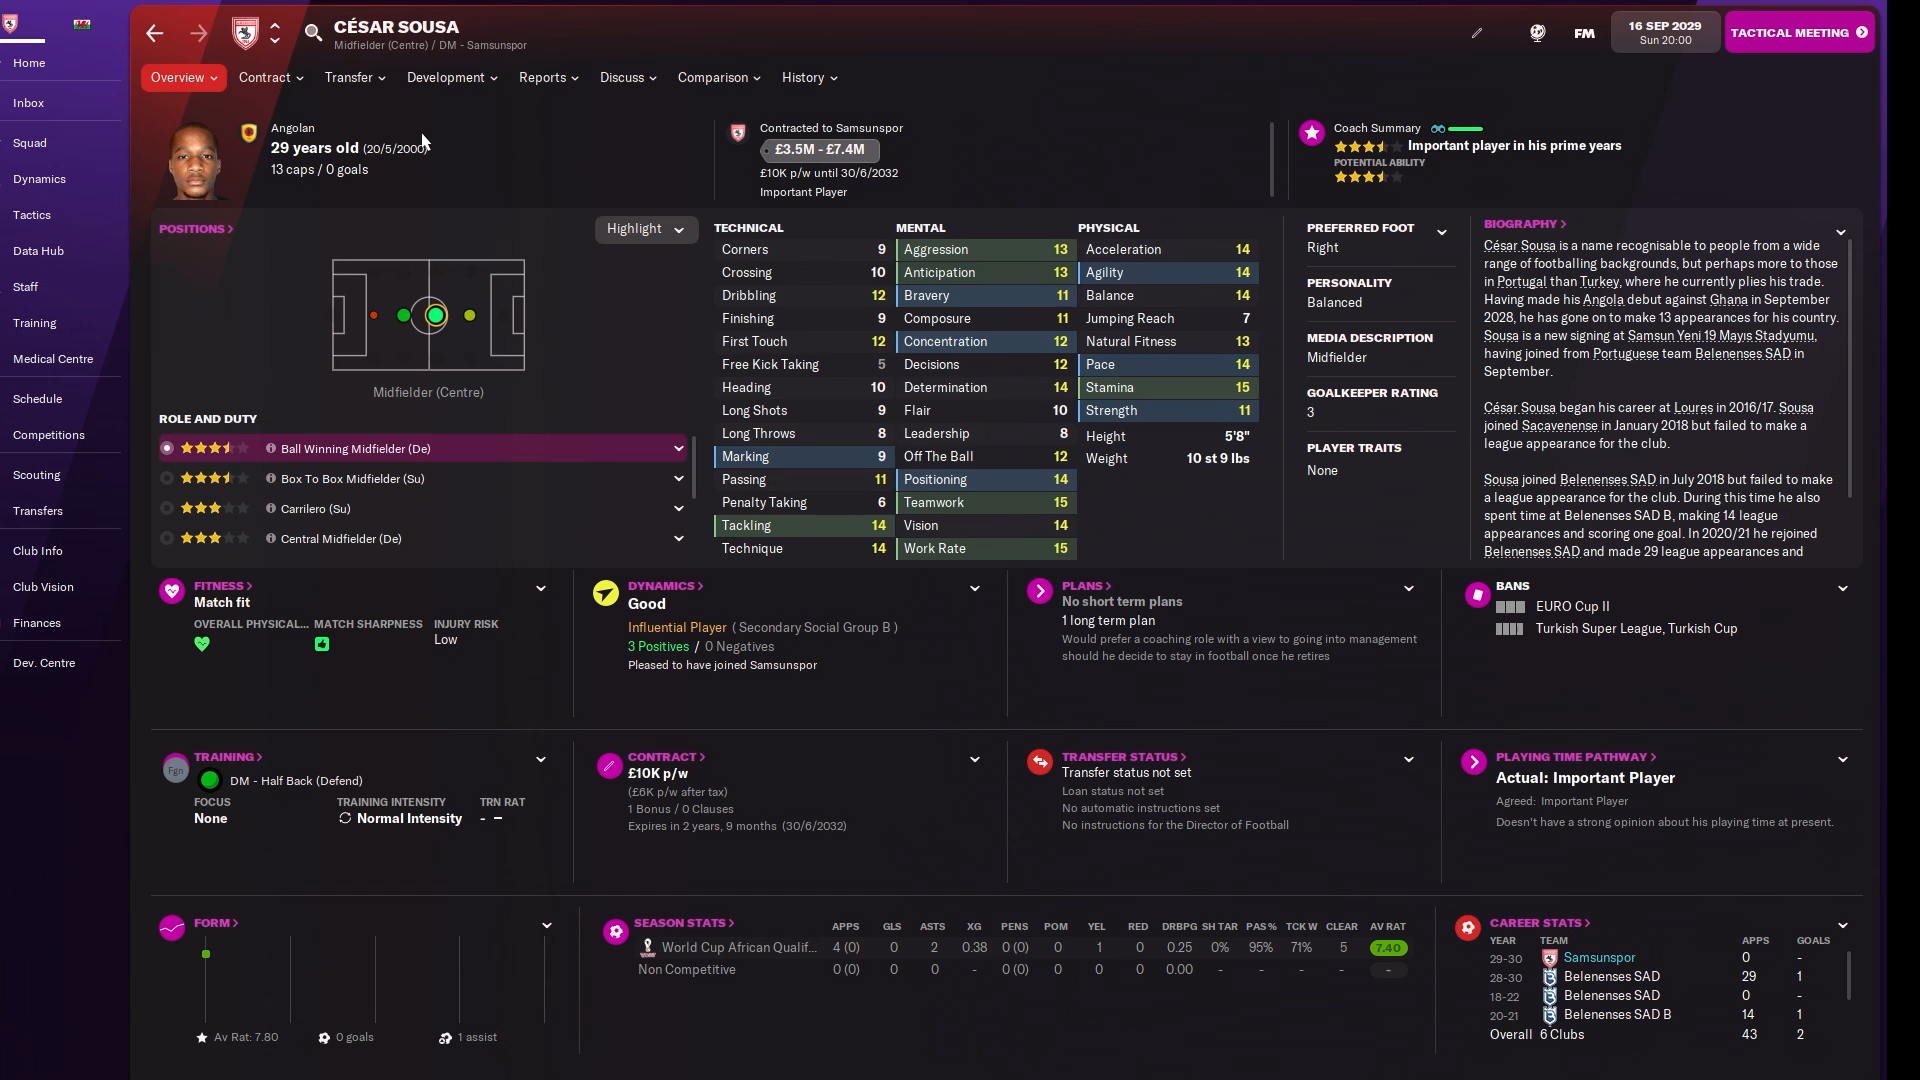 CÉSAR SOUSA
Midfielder (Centre) / DM - Samsunspor
FM
16 SEP 2029
Sun 20:00
TACTICAL MEETING
Home
Inbox
Squad
Dynamics
Tactics
Data Hub
Staff
Training
Medical Centre
Schedule
Competitions
Scouting
Transfers
Club Info
Club Vision
Finances
Dev. Centre
Overview
Contract
Transfer
Development
Reports
Discuss
Comparison
History
Angolan
29 years old (20/5/2000)
13 caps / 0 goals
Contracted to Samsunspor
£3.5M - £7.4M
£10K p/w until 30/6/2032
Important Player
Coach Summary
Important player in his prime years
POTENTIAL ABILITY
POSITIONS >
Highlight
Midfielder (Centre)
ROLE AND DUTY
Ball Winning Midfielder (De)
Box To Box Midfielder (Su)
Carrilero (Su)
Central Midfielder (De)
TECHNICAL
Corners 9
Crossing 10
Dribbling 12
Finishing 9
First Touch 12
Free Kick Taking 5
Heading 10
Long Shots 9
Long Throws 8
Marking 9
Passing 11
Penalty Taking 6
Tackling 14
Technique 14
MENTAL
Aggression 13
Anticipation 13
Bravery 11
Composure 11
Concentration 12
Decisions 12
Determination 14
Flair 10
Leadership 8
Off The Ball 12
Positioning 14
Teamwork 15
Vision 14
Work Rate 15
PHYSICAL
Acceleration 14
Agility 14
Balance 14
Jumping Reach 7
Natural Fitness 13
Pace 14
Stamina 15
Strength 11
Height 5'8"
Weight 10 st 9 lbs
PREFERRED FOOT
Right
PERSONALITY
Balanced
MEDIA DESCRIPTION
Midfielder
GOALKEEPER RATING
3
PLAYER TRAITS
None
BIOGRAPHY >
César Sousa is a name recognisable to people from a wide
range of footballing backgrounds, but perhaps more to those
in Portugal than Turkey, where he currently plies his trade.
Having made his Angola debut against Ghana in September
2028, he has gone on to make 13 appearances for his country.
Sousa is a new signing at Samsun Yeni 19 Mayıs Stadyumu,
having joined from Portuguese team Belenenses SAD in
September.
César Sousa began his career at Loures in 2016/17. Sousa
joined Sacavenense in January 2018 but failed to make a
league appearance for the club.
Sousa joined Belenenses SAD in July 2018 but failed to make
a league appearance for the club. During this time he also
spent time at Belenenses SAD B, making 14 league
appearances and scoring one goal. In 2020/21 he rejoined
Belenenses SAD and made 29 league appearances and
FITNESS >
Match fit
OVERALL PHYSICAL... MATCH SHARPNESS INJURY RISK
Low
DYNAMICS >
Good
Influential Player ( Secondary Social Group B )
3 Positives / 0 Negatives
Pleased to have joined Samsunspor
PLANS >
No short term plans
1 long term plan
Would prefer a coaching role with a view to going into management
should he decide to stay in football once he retires
BANS
EURO Cup II
Turkish Super League, Turkish Cup
TRAINING >
Fgn
DM - Half Back (Defend)
FOCUS TRAINING INTENSITY TRN RAT
None Normal Intensity -
CONTRACT >
£10K p/w
(£6K p/w after tax)
1 Bonus / 0 Clauses
Expires in 2 years, 9 months (30/6/2032)
TRANSFER STATUS >
Transfer status not set
Loan status not set
No automatic instructions set
No instructions for the Director of Football
PLAYING TIME PATHWAY >
Actual: Important Player
Agreed: Important Player
Doesn't have a strong opinion about his playing time at present.
FORM >
Av Rat: 7.80 0 goals 1 assist
SEASON STATS > APPS GLS ASTS XG PENS POM YEL RED DRBPG SH TAR PAS % TCK W CLEAR AV RAT
World Cup African Qualif... 4 (0) 0 2 0.38 0 (0) 0 1 0 0.25 0% 95% 71% 5 7.40
Non Competitive 0 (0) 0 0 - 0 (0) 0 0 0 0.00 - - - - -
CAREER STATS >
YEAR TEAM APPS GOALS
29-30 Samsunspor 0 -
28-30 Belenenses SAD 29 1
18-22 Belenenses SAD 0 -
20-21 Belenenses SAD B 14 1
Overall 6 Clubs 43 2